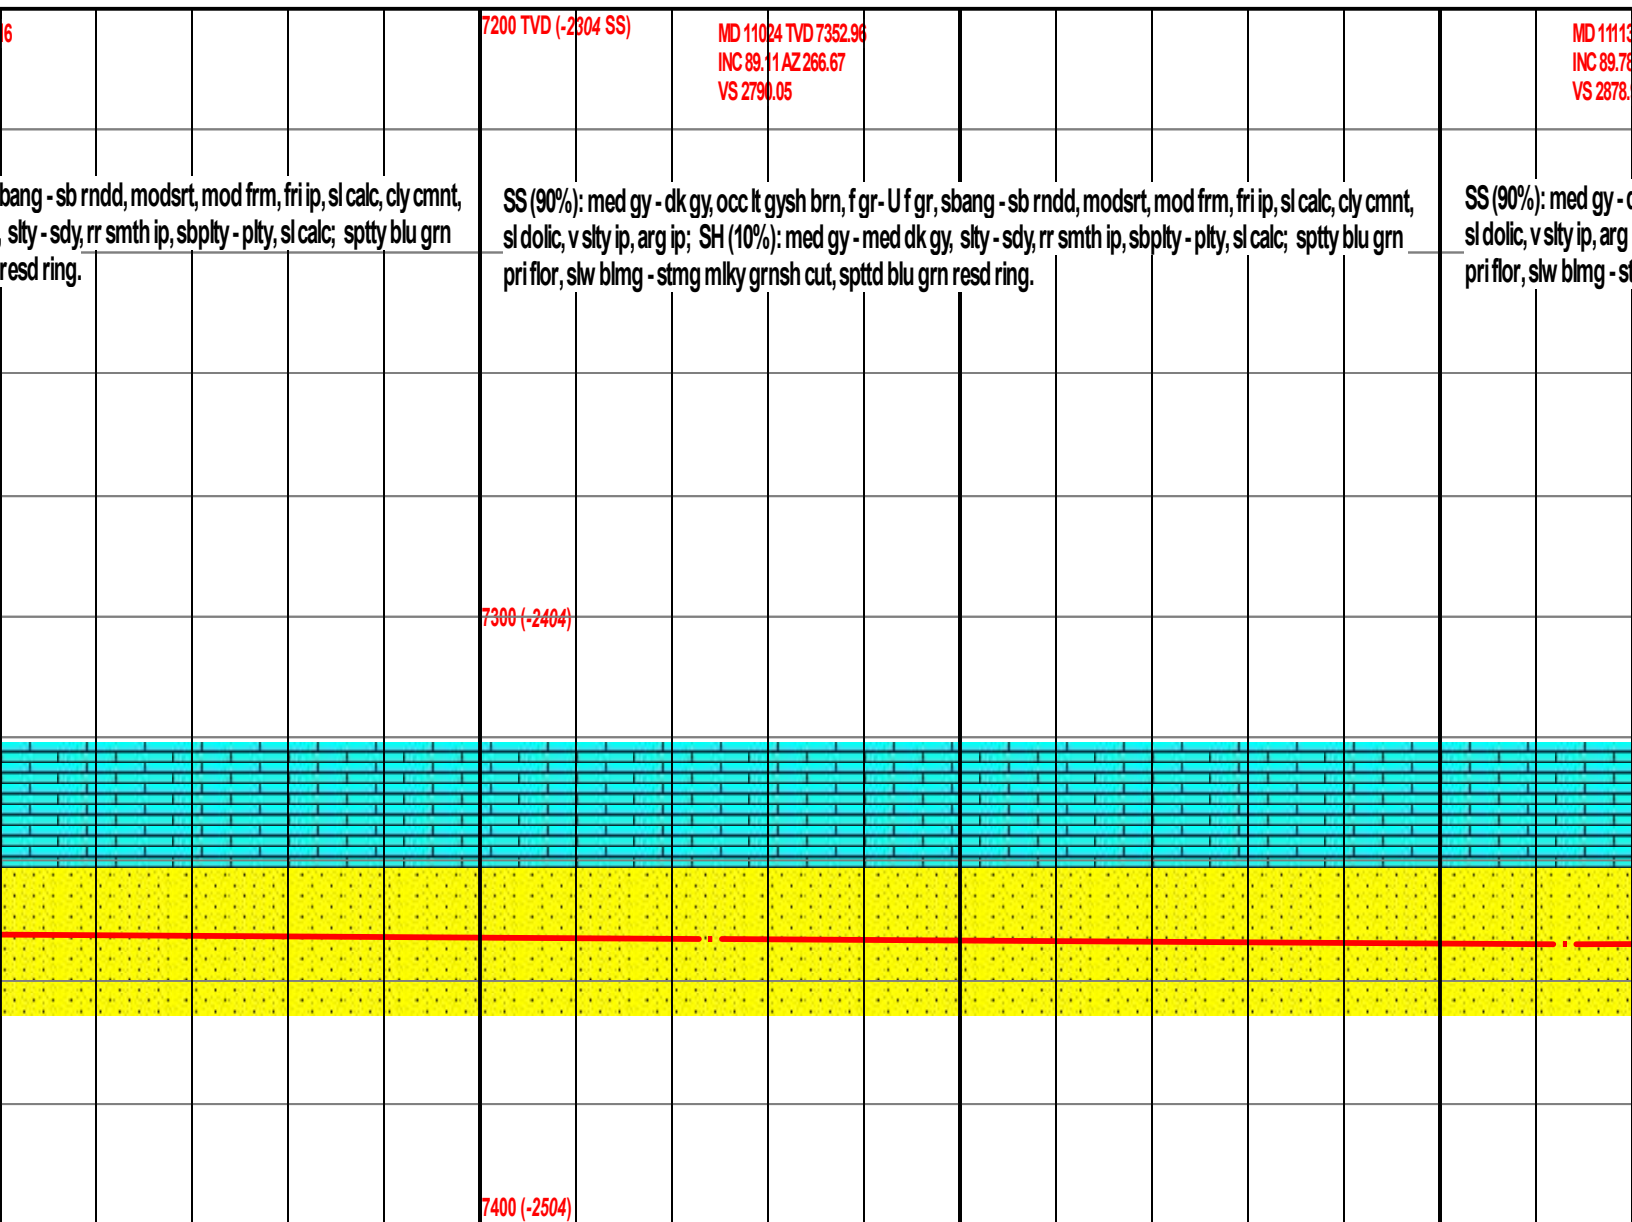 16
7200 TVD (-2304 SS)
MD 11024 TVD 7352.96
INC 89.11 AZ 266.67
VS 2790.05
MD 11113
INC 89.78
VS 2878.
bang - sb rndd, modsrt, mod frm, fri ip, sl calc, cly cmnt,
, slty - sdy, rr smth ip, sbplty - plty, sl calc; sptty blu grn
resd ring.
SS (90%): med gy - dk gy, occ lt gysh brn, f gr - U f gr, sbang - sb rndd, modsrt, mod frm, fri ip, sl calc, cly cmnt,
sl dolic, v slty ip, arg ip; SH (10%): med gy - med dk gy, slty - sdy, rr smth ip, sbplty - plty, sl calc; sptty blu grn
pri flor, slw blmg - stmg mlky grnsh cut, spttd blu grn resd ring.
SS (90%): med gy -
sl dolic, v slty ip, arg
pri flor, slw blmg - st
7300 (-2404)
7400 (-2504)